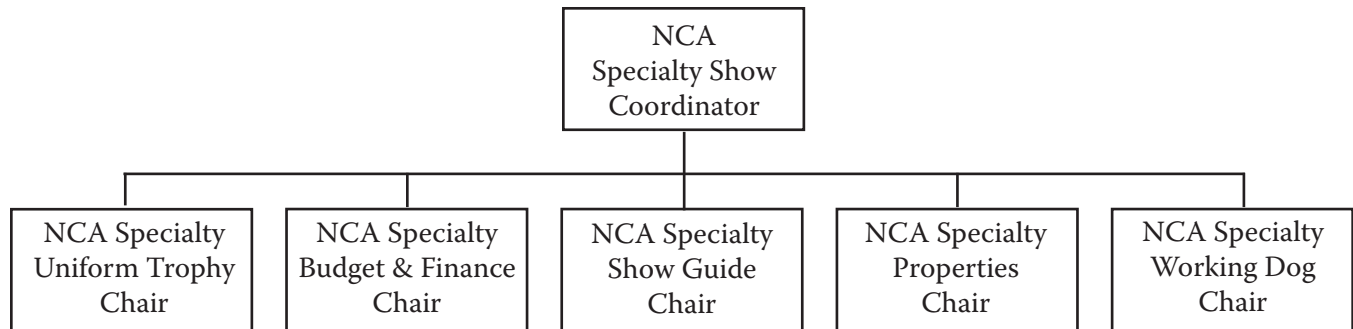 NCA
Specialty Show
Coordinator
NCA Specialty
Uniform Trophy
Chair
NCA Specialty
Budget & Finance
Chair
NCA Specialty
Show Guide
Chair
NCA Specialty
Properties
Chair
NCA Specialty
Working Dog
Chair